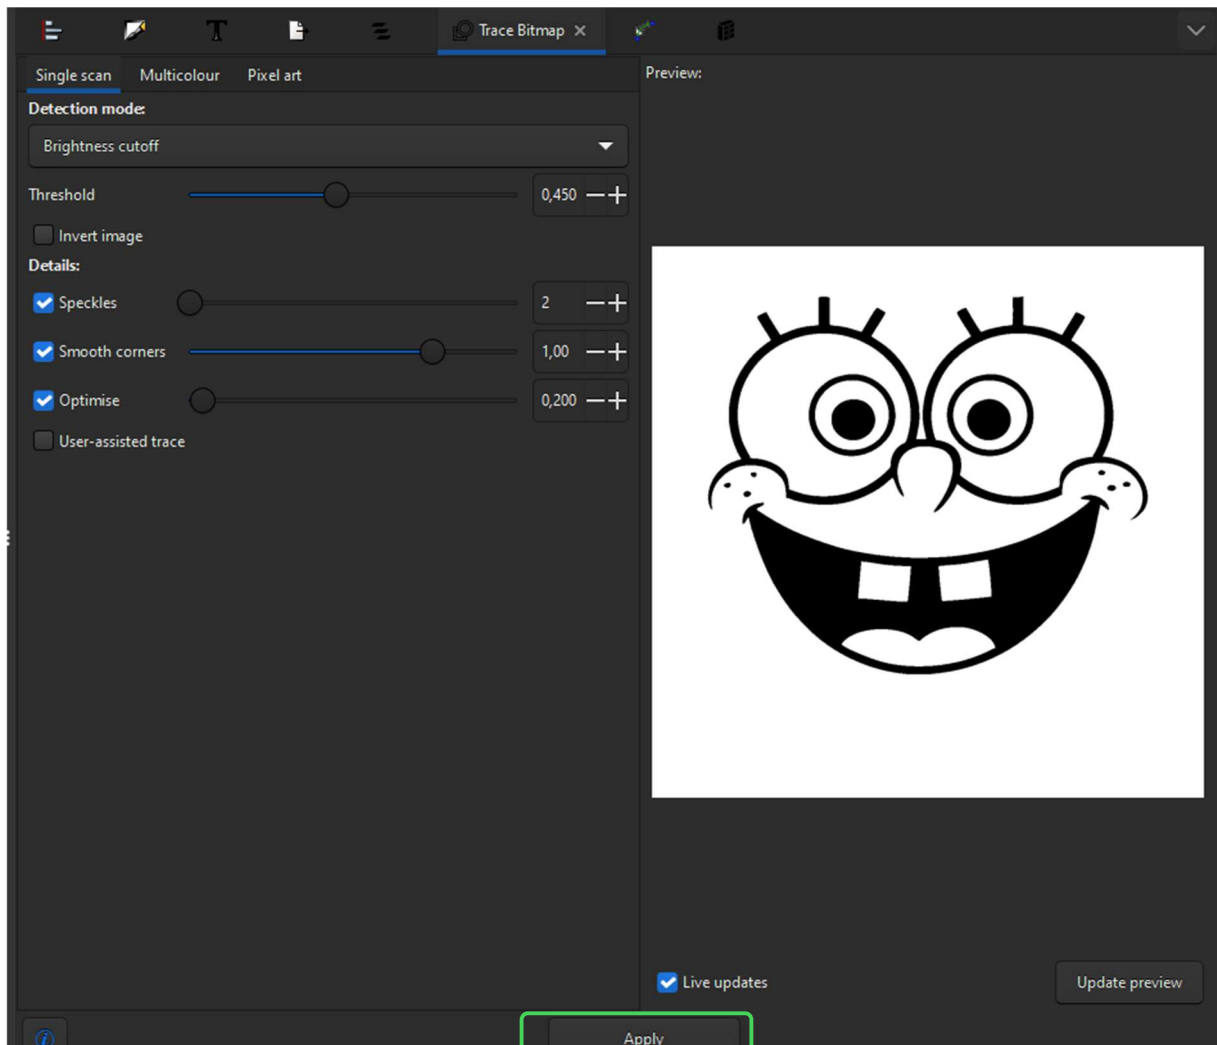 Trace Bitmap
Single scan Multicolour Pixel art
Preview:
Detection mode:
Brightness cutoff
Threshold 0,450
Invert image
Details:
Speckles 2
Smooth corners 1,00
Optimise 0,200
User-assisted trace
Live updates Update preview
Apply